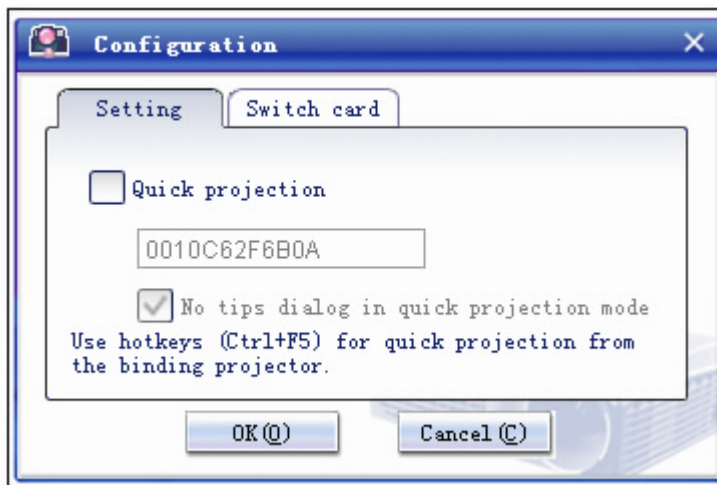 Configuration
Setting
Switch card
Quick projection
0010C62F6B0A
No tips dialog in quick projection mode
Use hotkeys (Ctrl+F5) for quick projection from
the binding projector.
OK(O)
Cancel(C)